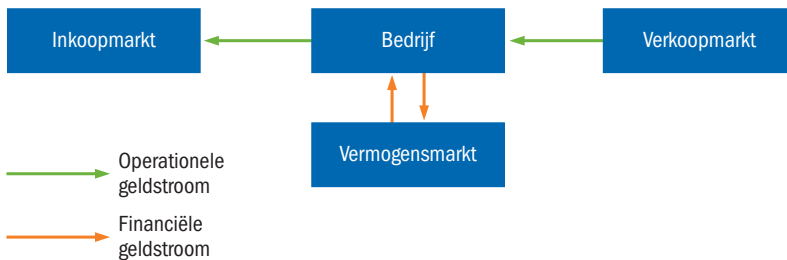 Inkoopmarkt
Bedrijf
Verkoopmarkt
Vermogensmarkt
Operationele
geldstroom
Financiële
geldstroom